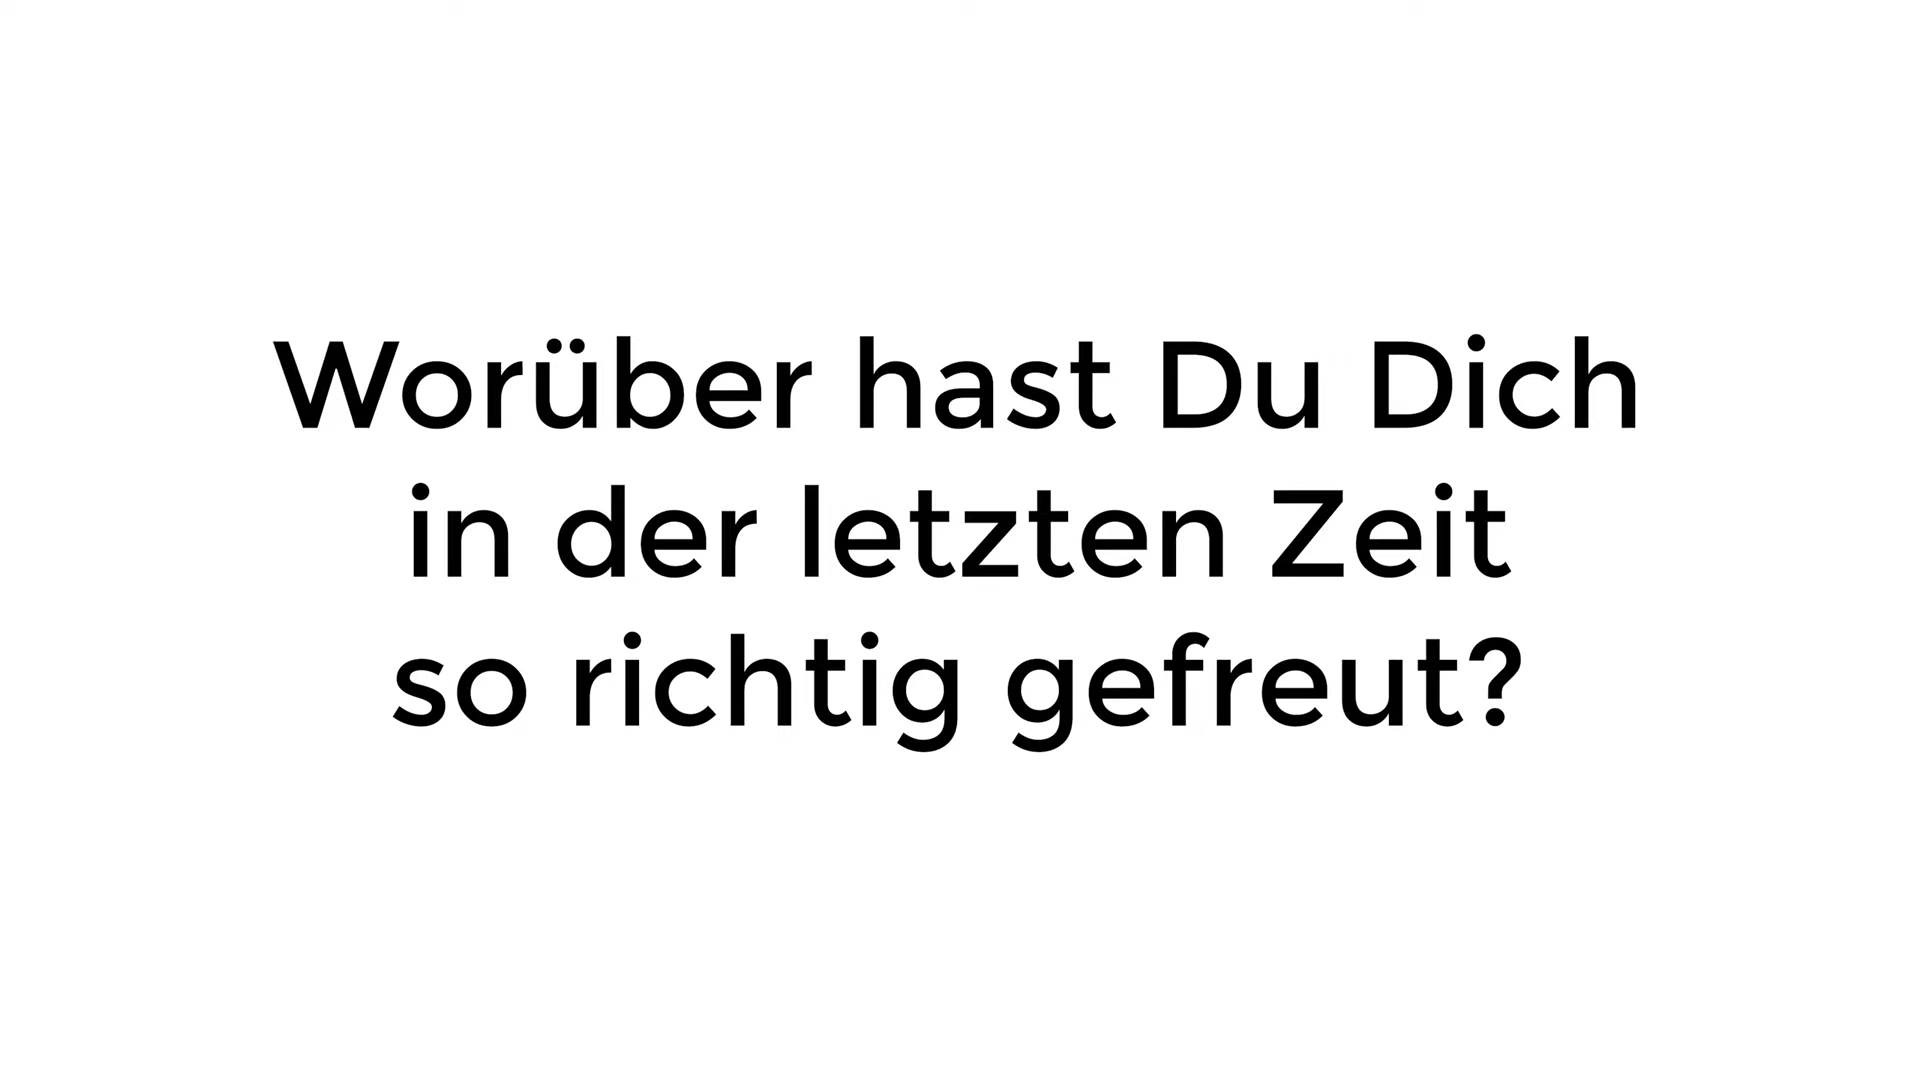 Worüber hast Du Dich
in der letzten Zeit
so richtig gefreut?